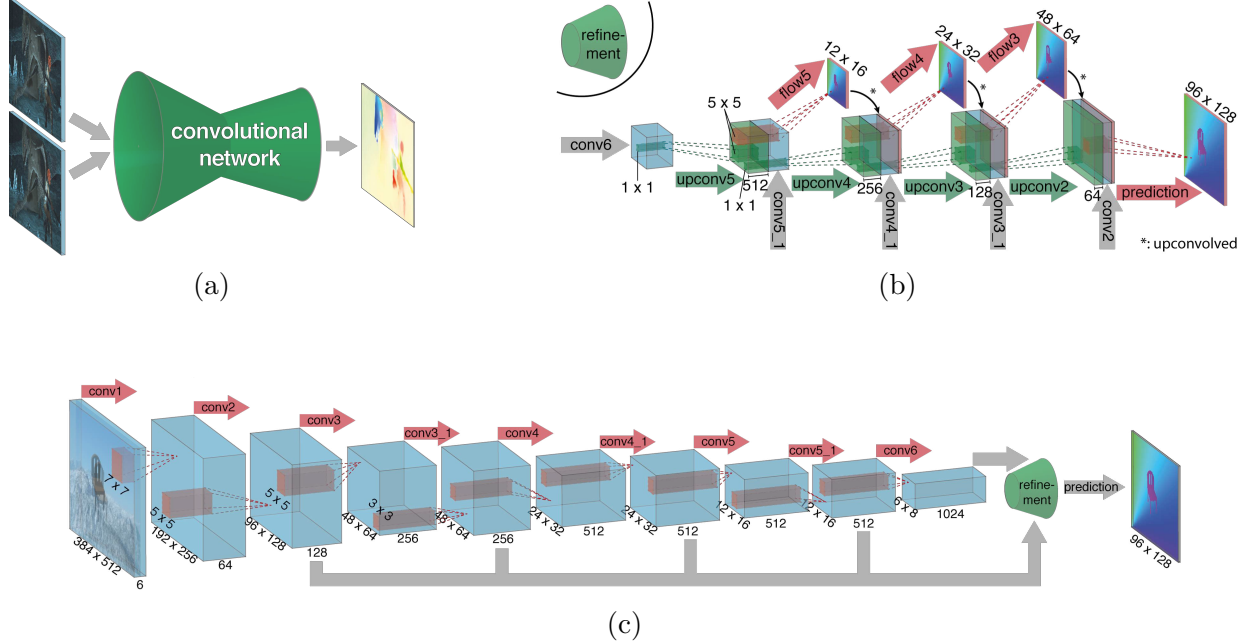 convolutional
network
(a)
refine-
ment
conv6
1 x 1
5 x 5
upconv5
512
1 x 1
conv5_1
flow5
12 x 16
*
upconv4
256
conv4_1
flow4
24 x 32
*
upconv3
128
conv3_1
flow3
48 x 64
*
upconv2
64
conv2
prediction
96 x 128
*: upconvolved
(b)
conv1
conv2
conv3
conv3_1
conv4
conv4_1
conv5
conv5_1
conv6
7 x 7
384 x 512
6
5 x 5
192 x 256
64
5 x 5
96 x 128
128
3 x 3
48 x 64
256
48 x 64
256
24 x 32
512
24 x 32
512
12 x 16
512
12 x 16
512
6 x 8
1024
refine-
ment
prediction
96 x 128
(c)